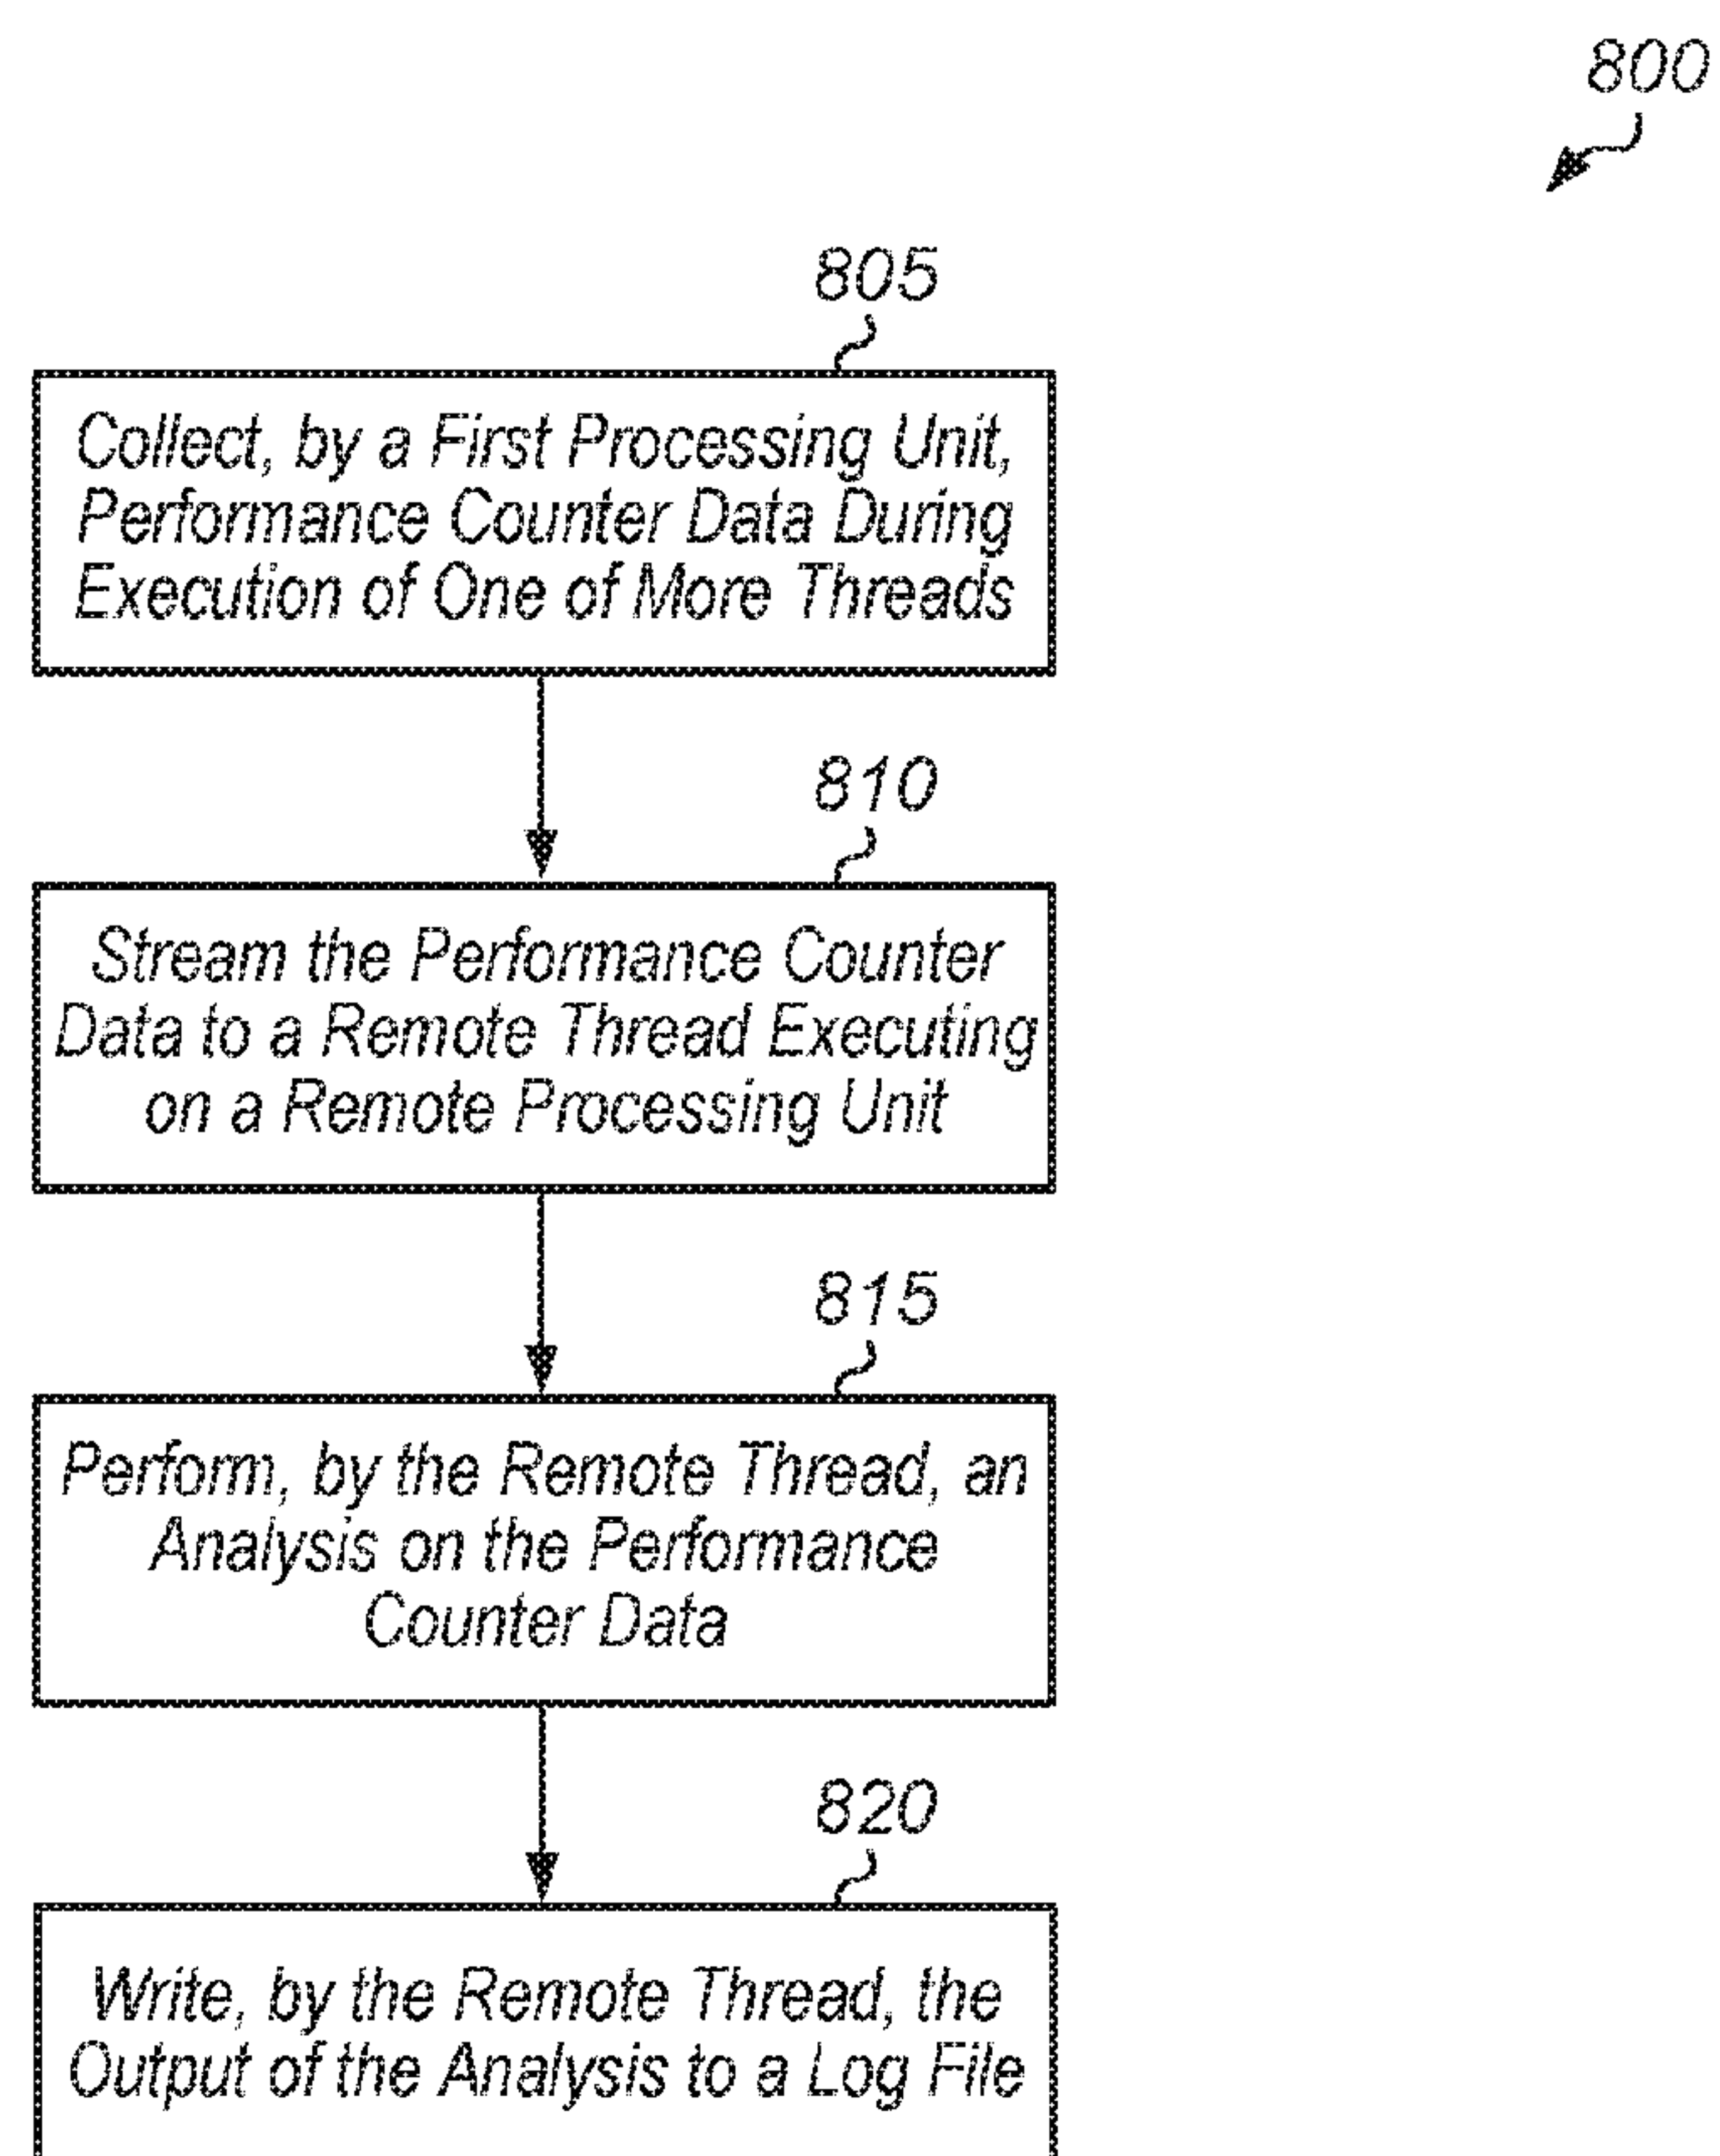 800
805
Collect, by a First Processing Unit,
Performance Counter Data During
Execution of One of More Threads
810
Stream the Performance Counter
Data to a Remote Thread Executing
on a Remote Processing Unit
815
Perform, by the Remote Thread, an
Analysis on the Performance
Counter Data
820
Write, by the Remote Thread, the
Output of the Analysis to a Log File